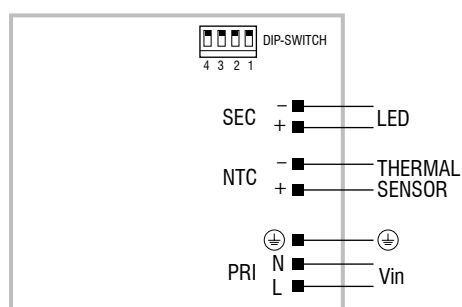 DIP-SWITCH
4 3 2 1
SEC − + LED
NTC − + THERMAL
SENSOR
PRI N L Vin